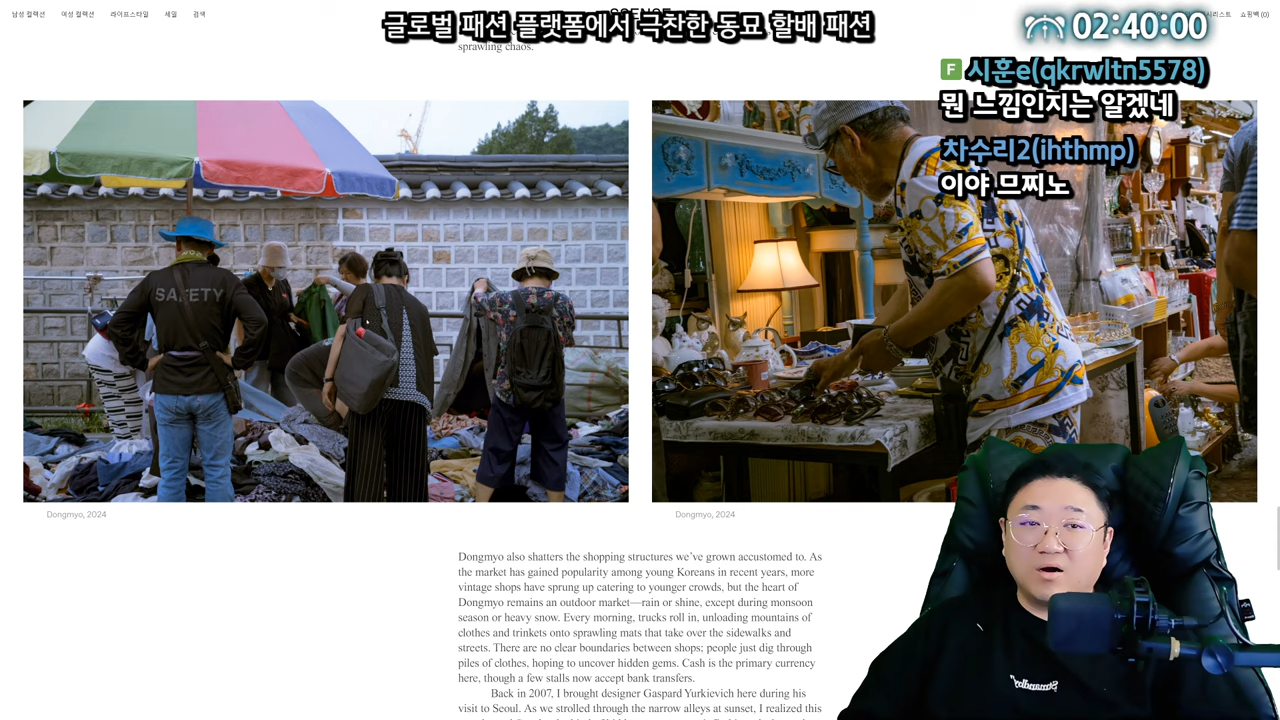 남성 컬렉션 여성 컬렉션 라이프스타일 세일 검색
글로벌 패션 플랫폼에서 극찬한 동묘 할배 패션
쇼핑백 (0)
02:40:00
sprawling chaos.
F 시훈e(qkrwltn5578)
뭔 느낌인지는 알겠네
차수리2(ihthmp)
이야 므찌노
SAFETY
Dongmyo, 2024
Dongmyo, 2024
Dongmyo also shatters the shopping structures we've grown accustomed to. As
the market has gained popularity among young Koreans in recent years, more
vintage shops have sprung up catering to younger crowds, but the heart of
Dongmyo remains an outdoor market—rain or shine, except during monsoon
season or heavy snow. Every morning, trucks roll in, unloading mountains of
clothes and trinkets onto sprawling mats that take over the sidewalks and
streets. There are no clear boundaries between shops; people just dig through
piles of clothes, hoping to uncover hidden gems. Cash is the primary currency
here, though a few stalls now accept bank transfers.
Back in 2007, I brought designer Gaspard Yurkievich here during his
visit to Seoul. As we strolled through the narrow alleys at sunset, I realized this